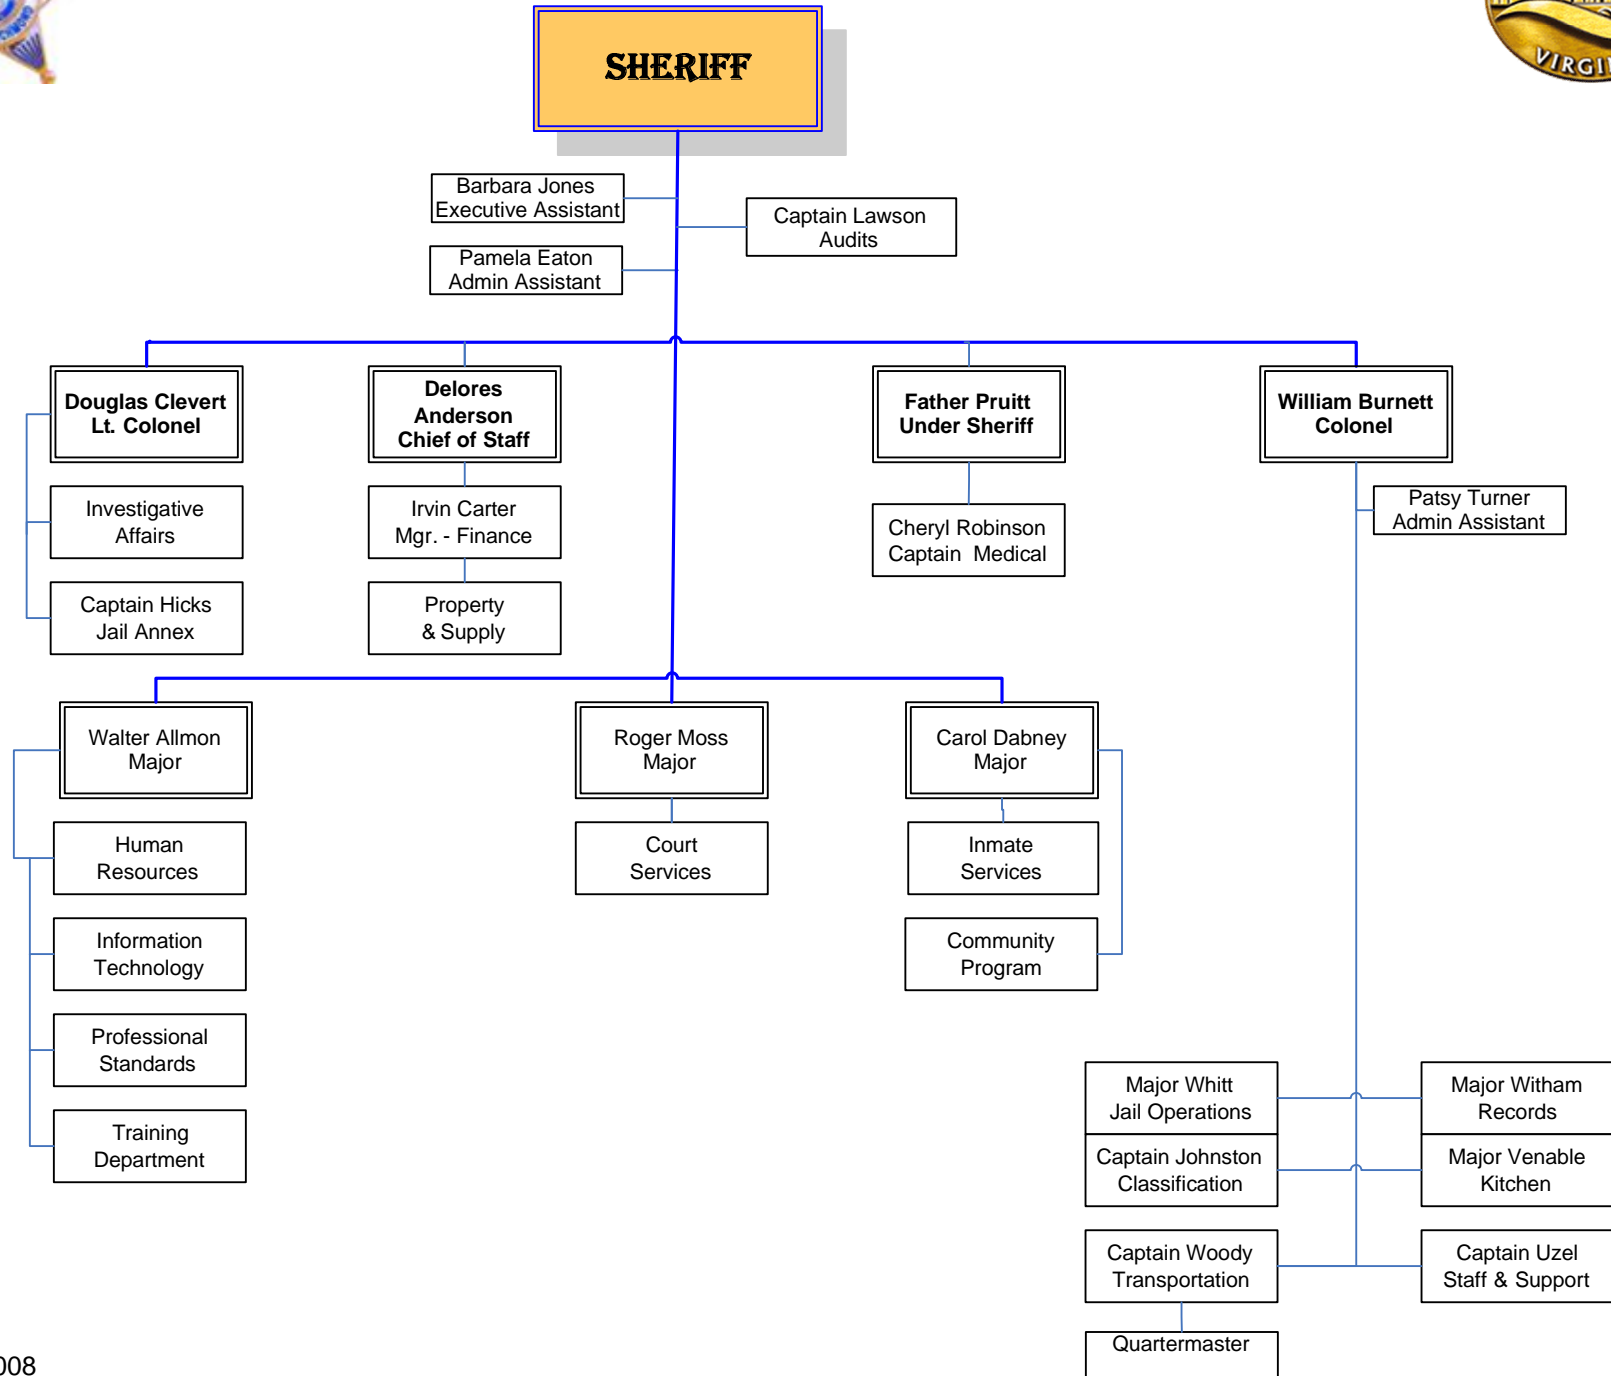 SHERIFF
Barbara Jones
Executive Assistant
Captain Lawson
Audits
Pamela Eaton
Admin Assistant
Douglas Clevert
Lt. Colonel
Delores
Anderson
Chief of Staff
Father Pruitt
Under Sheriff
William Burnett
Colonel
Investigative
Affairs
Irvin Carter
Mgr. - Finance
Cheryl Robinson
Captain  Medical
Patsy Turner
Admin Assistant
Captain Hicks
Jail Annex
Property
& Supply
Walter Allmon
Major
Roger Moss
Major
Carol Dabney
Major
Human
Resources
Court
Services
Inmate
Services
Information
Technology
Community
Program
Professional
Standards
Training
Department
Major Whitt
Jail Operations
Major Witham
Records
Captain Johnston
Classification
Major Venable
Kitchen
Captain Woody
Transportation
Captain Uzel
Staff & Support
Quartermaster
008